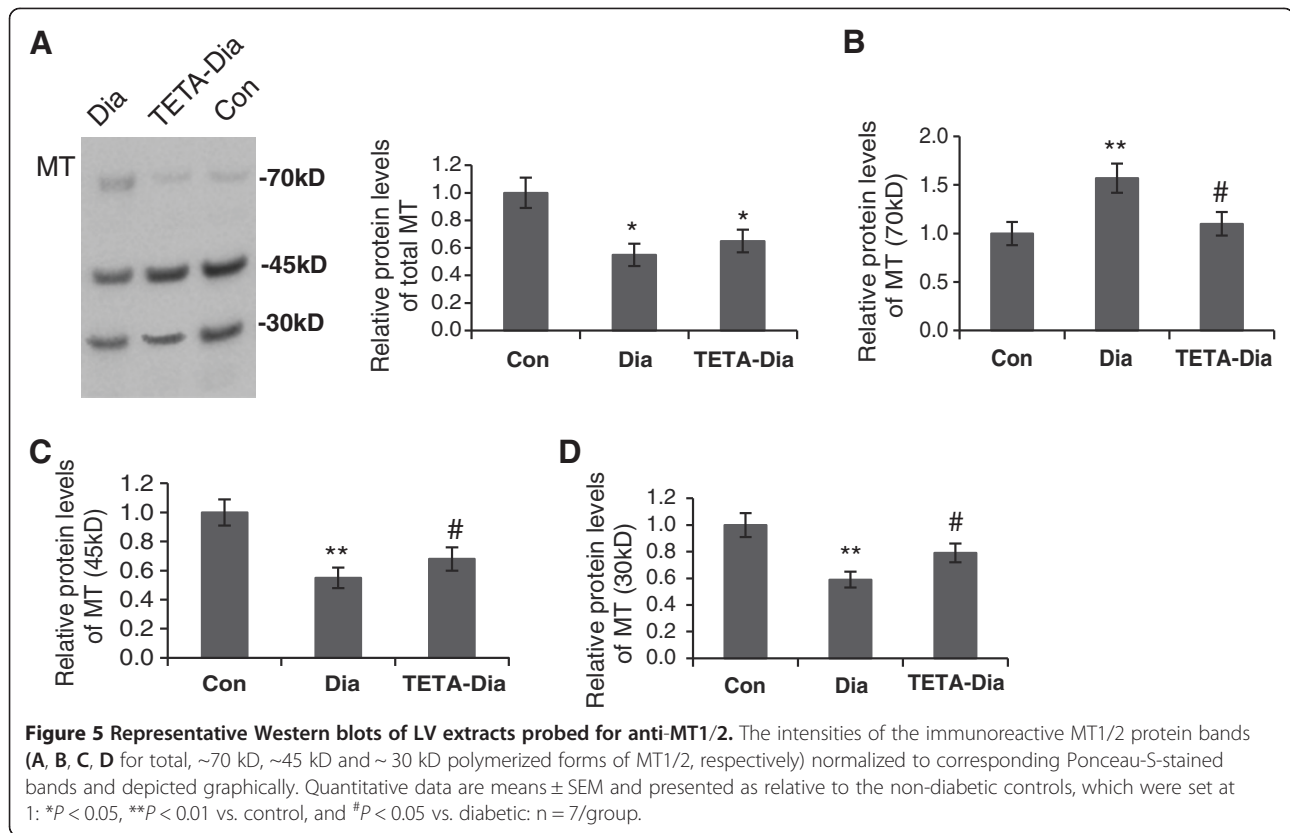 A
Dia
TETA-Dia
Con
MT
-70kD
-45kD
-30kD
Relative protein levels
of total MT
1.2
1.0
0.8
0.6
0.4
0.2
0.0
*
*
Con Dia TETA-Dia
B
Relative protein levels
of MT (70kD)
2.0
1.5
1.0
0.5
0.0
**
#
Con Dia TETA-Dia
C
Relative protein levels
of MT (45kD)
1.2
1.0
0.8
0.6
0.4
0.2
0.0
**
#
Con Dia TETA-Dia
D
Relative protein levels
of MT (30kD)
1.2
1.0
0.8
0.6
0.4
0.2
0.0
**
#
Con Dia TETA-Dia
Figure 5 Representative Western blots of LV extracts probed for anti-MT1/2. The intensities of the immunoreactive MT1/2 protein bands
(A, B, C, D for total, ~70 kD, ~45 kD and ~ 30 kD polymerized forms of MT1/2, respectively) normalized to corresponding Ponceau-S-stained
bands and depicted graphically. Quantitative data are means ± SEM and presented as relative to the non-diabetic controls, which were set at
1: *P < 0.05, **P < 0.01 vs. control, and #P < 0.05 vs. diabetic: n = 7/group.